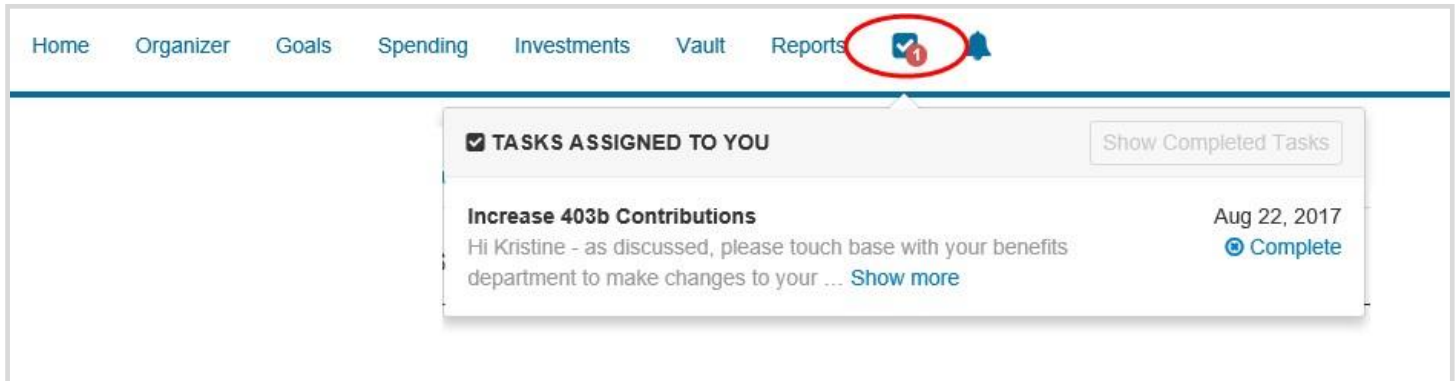 Home Organizer Goals Spending Investments Vault Reports 1
TASKS ASSIGNED TO YOU Show Completed Tasks
Increase 403b Contributions Aug 22, 2017
Hi Kristine - as discussed, please touch base with your benefits Complete
department to make changes to your ... Show more